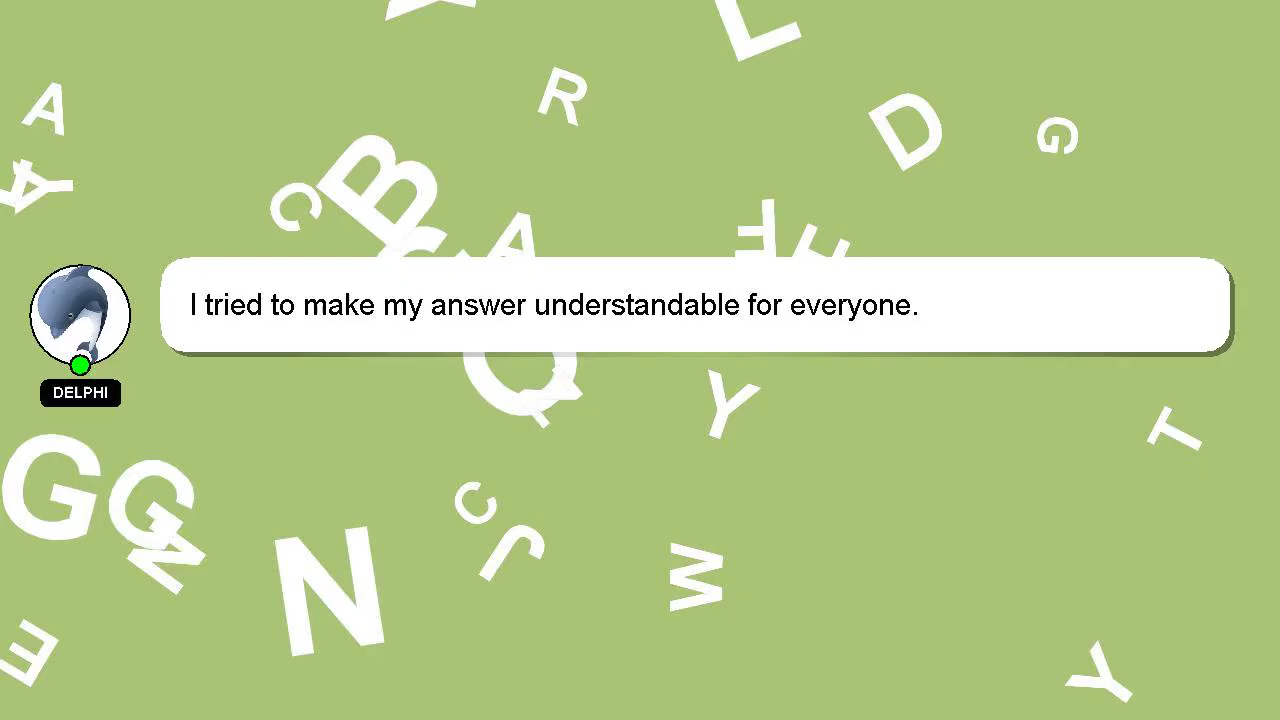 I tried to make my answer understandable for everyone.
DELPHI
A
R
L
D
G
A
Y
C
B
A
F
Q
Y
Y
T
G
G
N
N
C
J
W
E
Y